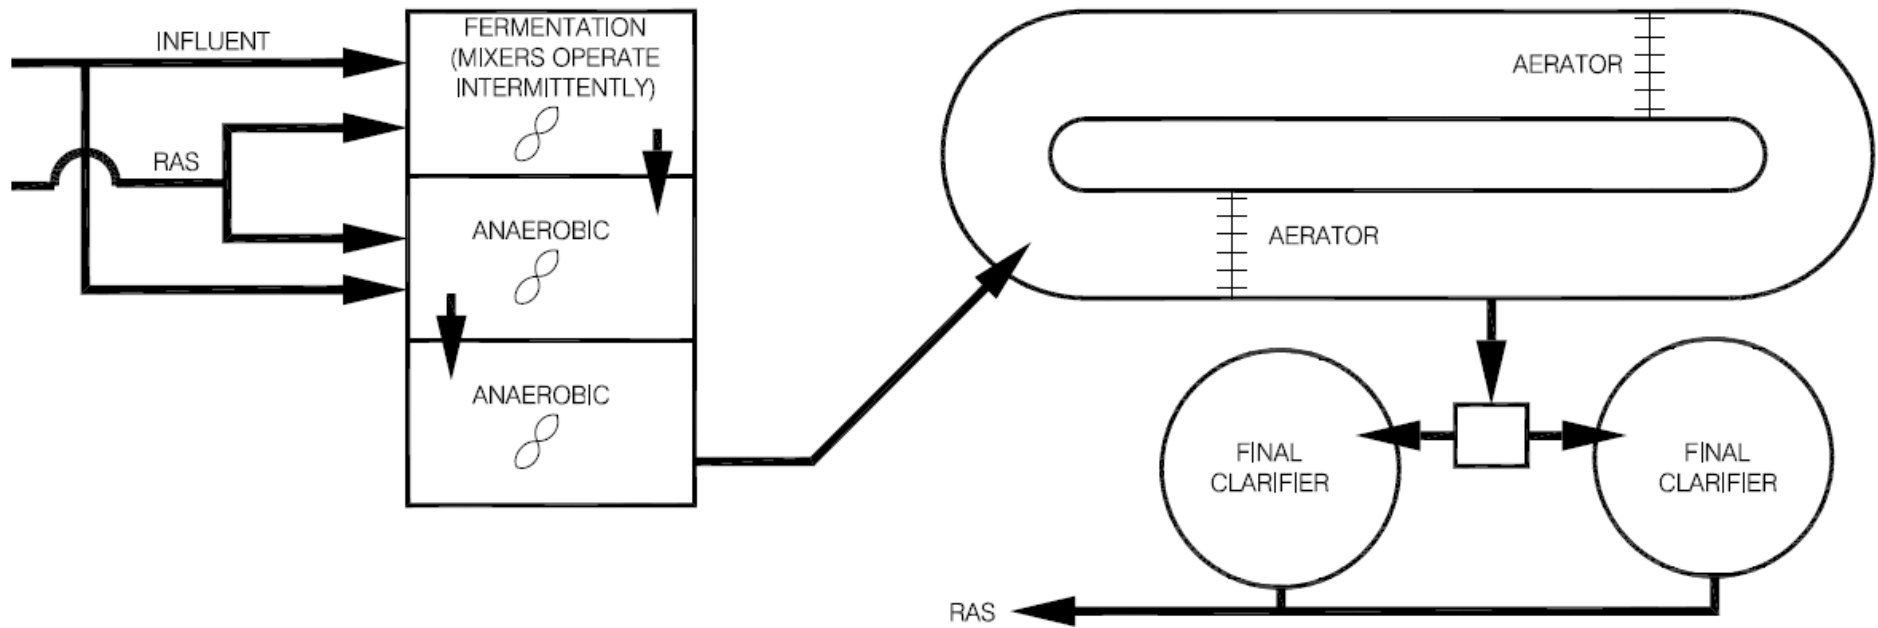 INFLUENT
RAS
FERMENTATION
(MIXERS OPERATE
INTERMITTENTLY)
ANAEROBIC
ANAEROBIC
AERATOR
AERATOR
FINAL
CLARIFIER
FINAL
CLARIFIER
RAS